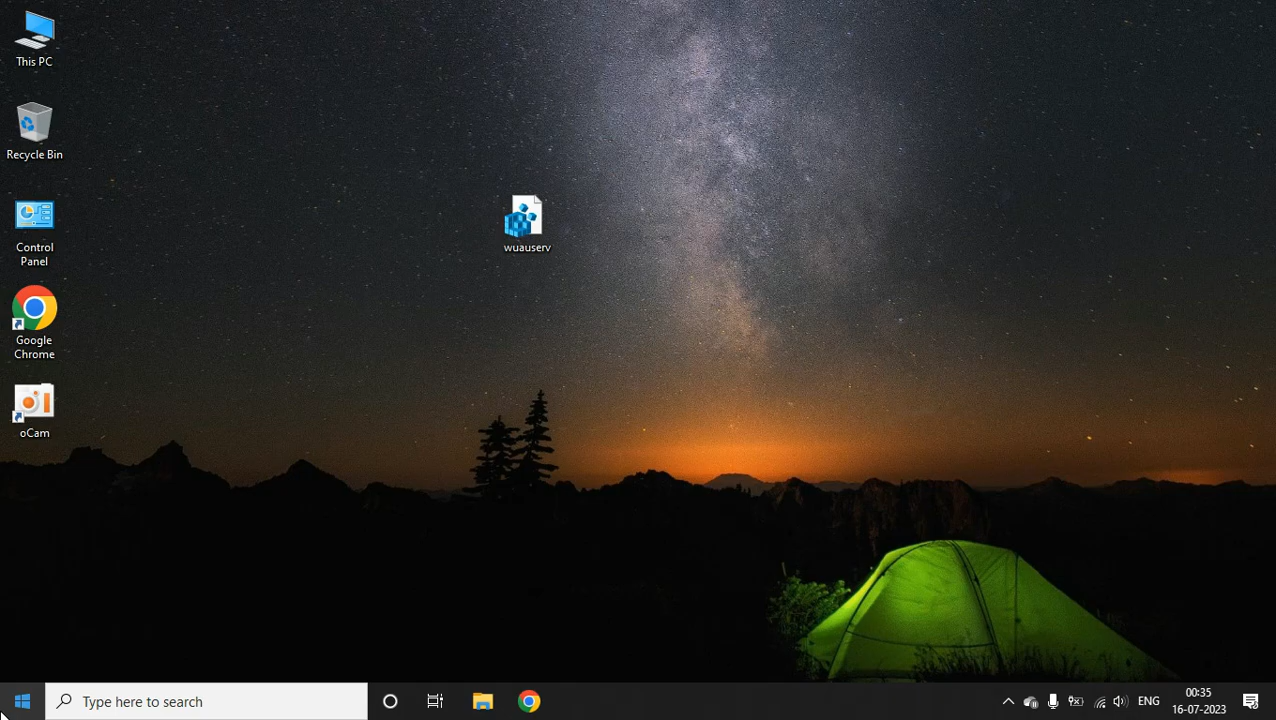 This PC
Recycle Bin
Control
Panel
Google
Chrome
oCam
wuauserv
Type here to search
ENG
00:35
16-07-2023